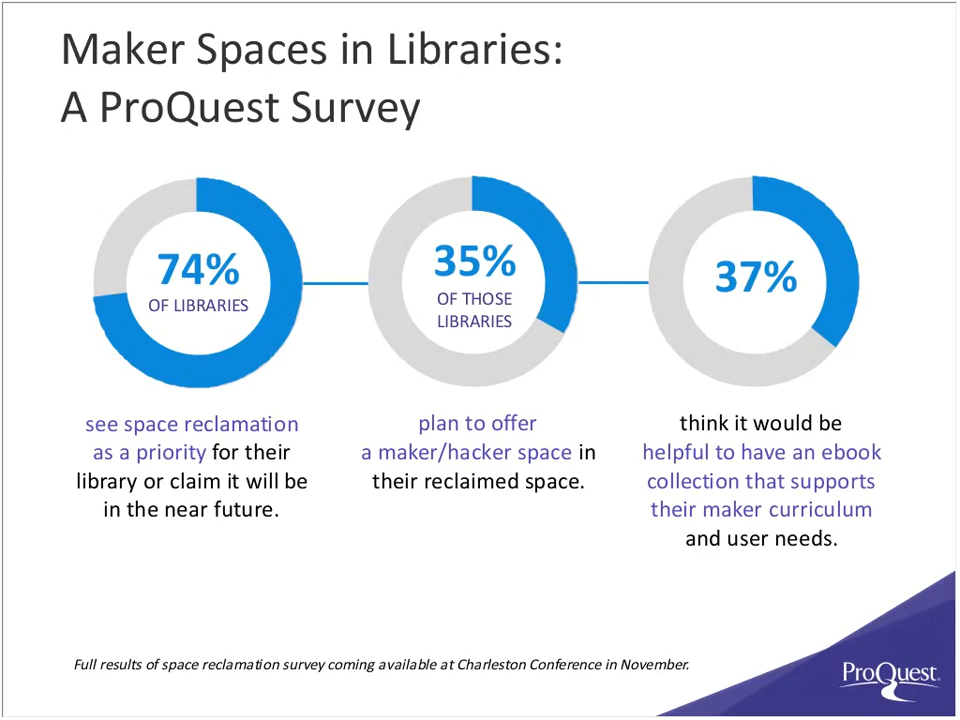 Maker Spaces in Libraries:
A ProQuest Survey
74%
OF LIBRARIES
35%
OF THOSE
LIBRARIES
37%
see space reclamation
as a priority for their
library or claim it will be
in the near future.
plan to offer
a maker/hacker space in
their reclaimed space.
think it would be
helpful to have an ebook
collection that supports
their maker curriculum
and user needs.
Full results of space reclamation survey coming available at Charleston Conference in November.
ProQuest